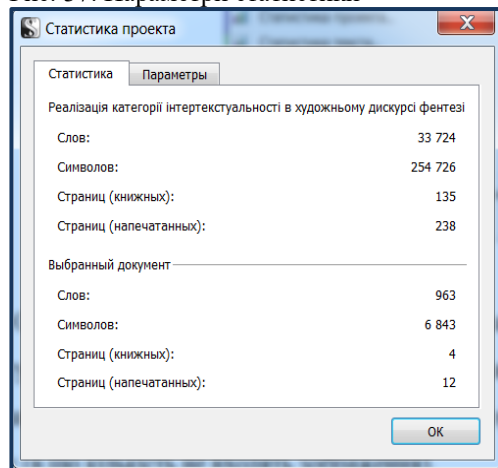 Статистика проекта
Статистика Параметры
Реалізація категорії інтертекстуальності в художньому дискурсі фентезі
Слов: 33 724
Символов: 254 726
Страниц (книжных): 135
Страниц (напечатанных): 238
Выбранный документ
Слов: 963
Символов: 6 843
Страниц (книжных): 4
Страниц (напечатанных): 12
OK